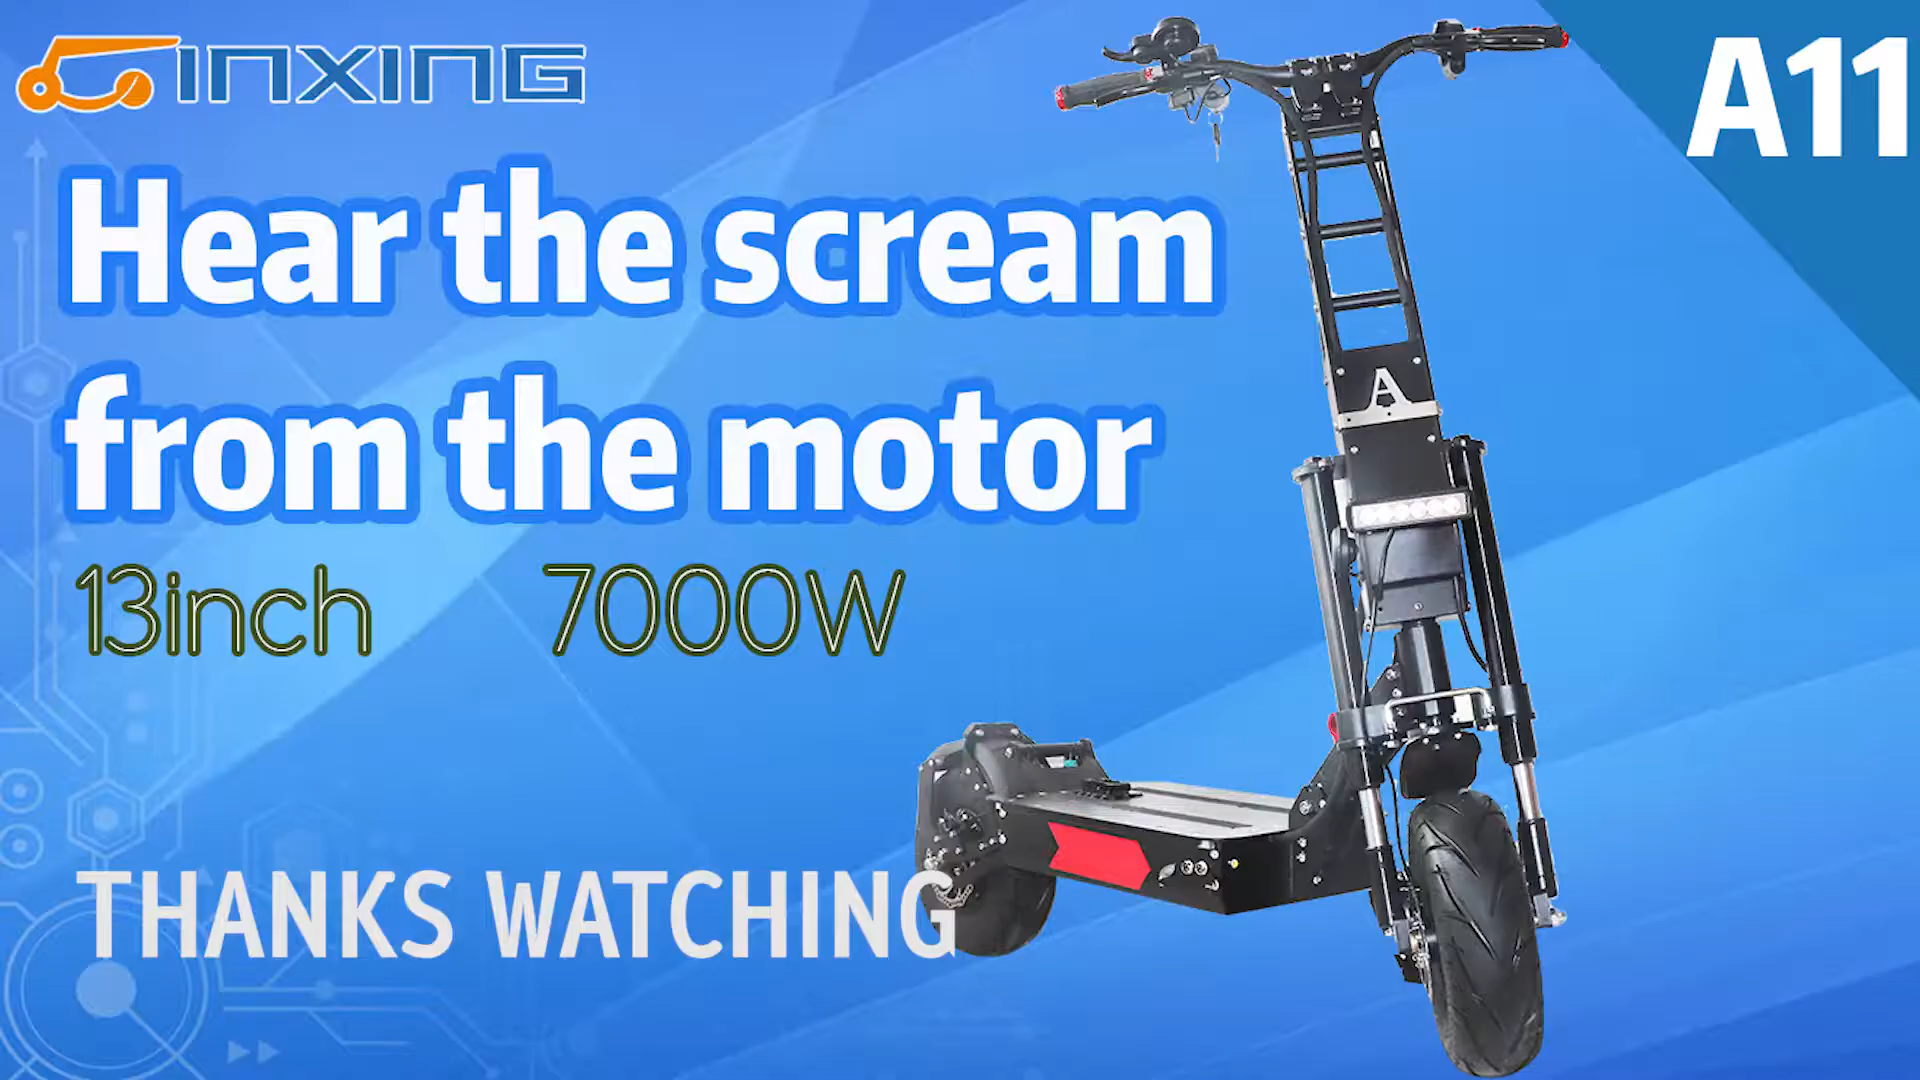 INXING
A11
Hear the scream
from the motor
13inch 7000W
A
THANKS WATCHING